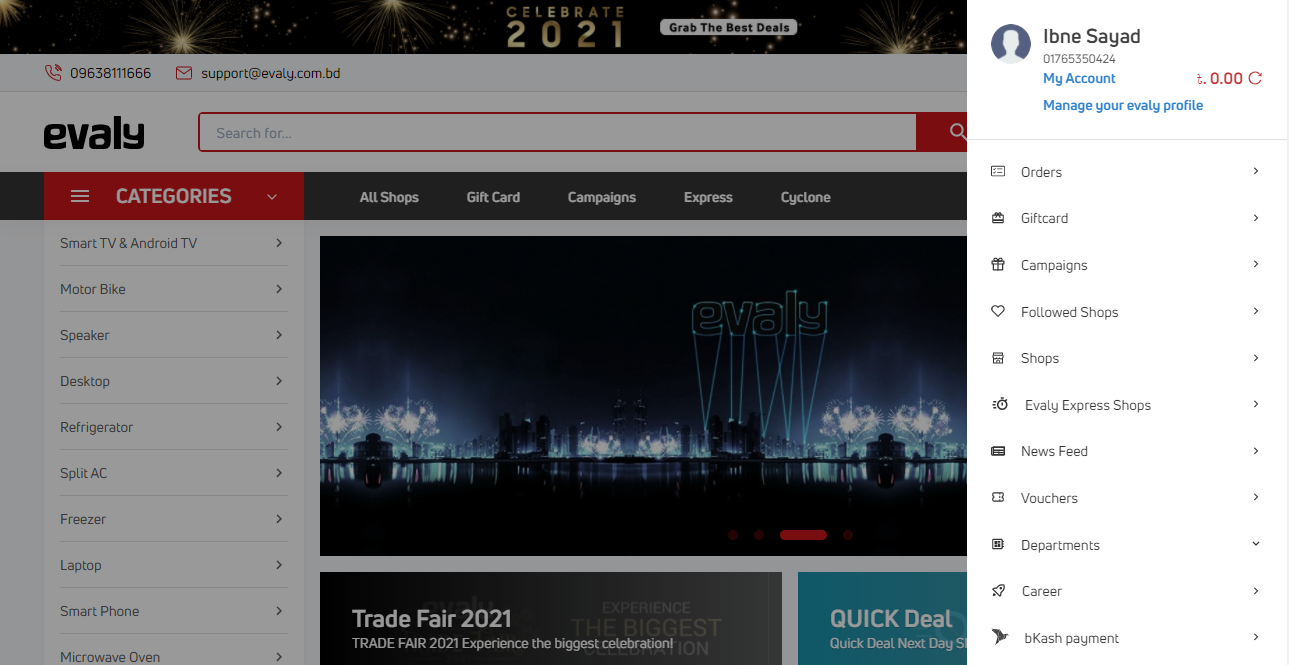 CELEBRATE
2021
Grab The Best Deals
09638111666
support@evaly.com.bd
evaly
Search for...
CATEGORIES
All Shops
Gift Card
Campaigns
Express
Cyclone
Smart TV & Android TV
Motor Bike
Speaker
Desktop
Refrigerator
Split AC
Freezer
Laptop
Smart Phone
Microwave Oven
evaly
Trade Fair 2021
TRADE FAIR 2021 Experience the biggest celebration!
evaly
EXPERIENCE
THE BIGGEST
CELEBRATION
QUICK Deal
Quick Deal Next Day
Ibne Sayad
01765350424
My Account
৳. 0.00
Manage your evaly profile
Orders
Giftcard
Campaigns
Followed Shops
Shops
Evaly Express Shops
News Feed
Vouchers
Departments
Career
bKash payment